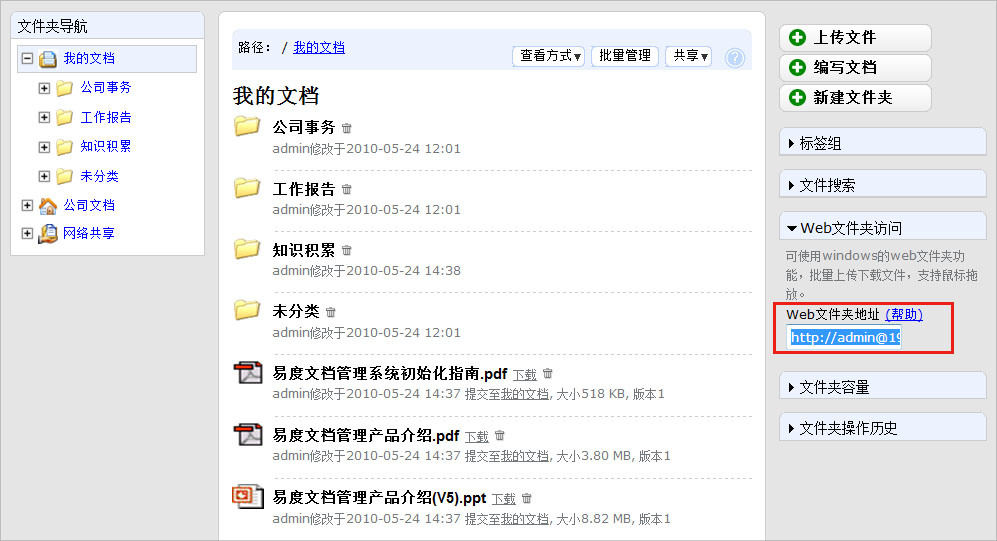 文件夹导航
我的文档
公司事务
工作报告
知识积累
未分类
公司文档
网络共享
路径： / 我的文档
查看方式▾ 批量管理 共享▾ ?
我的文档
公司事务
admin修改于2010-05-24 12:01
工作报告
admin修改于2010-05-24 12:01
知识积累
admin修改于2010-05-24 14:38
未分类
admin修改于2010-05-24 12:01
易度文档管理系统初始化指南.pdf 下载
admin修改于2010-05-24 14:37 提交至我的文档, 大小518 KB, 版本1
易度文档管理产品介绍.pdf 下载
admin修改于2010-05-24 14:37 提交至我的文档, 大小3.80 MB, 版本1
易度文档管理产品介绍(V5).ppt 下载
admin修改于2010-05-24 14:37 提交至我的文档, 大小8.82 MB, 版本1
上传文件
编写文档
新建文件夹
标签组
文件搜索
Web文件夹访问
可使用windows的web文件夹功
能，批量上传下载文件，支持鼠标拖
放。
Web文件夹地址 (帮助)
http://admin@19
文件夹容量
文件夹操作历史